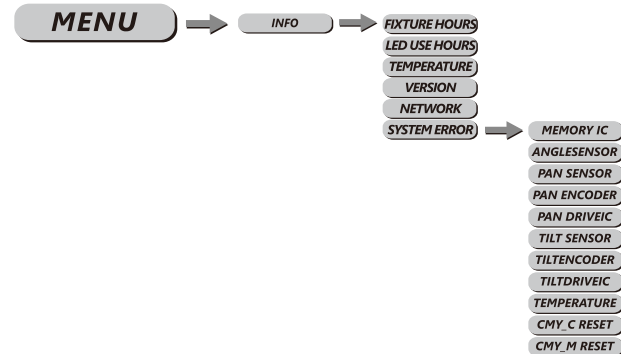 MENU
INFO
FIXTURE HOURS
LED USE HOURS
TEMPERATURE
VERSION
NETWORK
SYSTEM ERROR
MEMORY IC
ANGLESENSOR
PAN SENSOR
PAN ENCODER
PAN DRIVEIC
TILT SENSOR
TILTENCODER
TILTDRIVEIC
TEMPERATURE
CMY_C RESET
CMY_M RESET